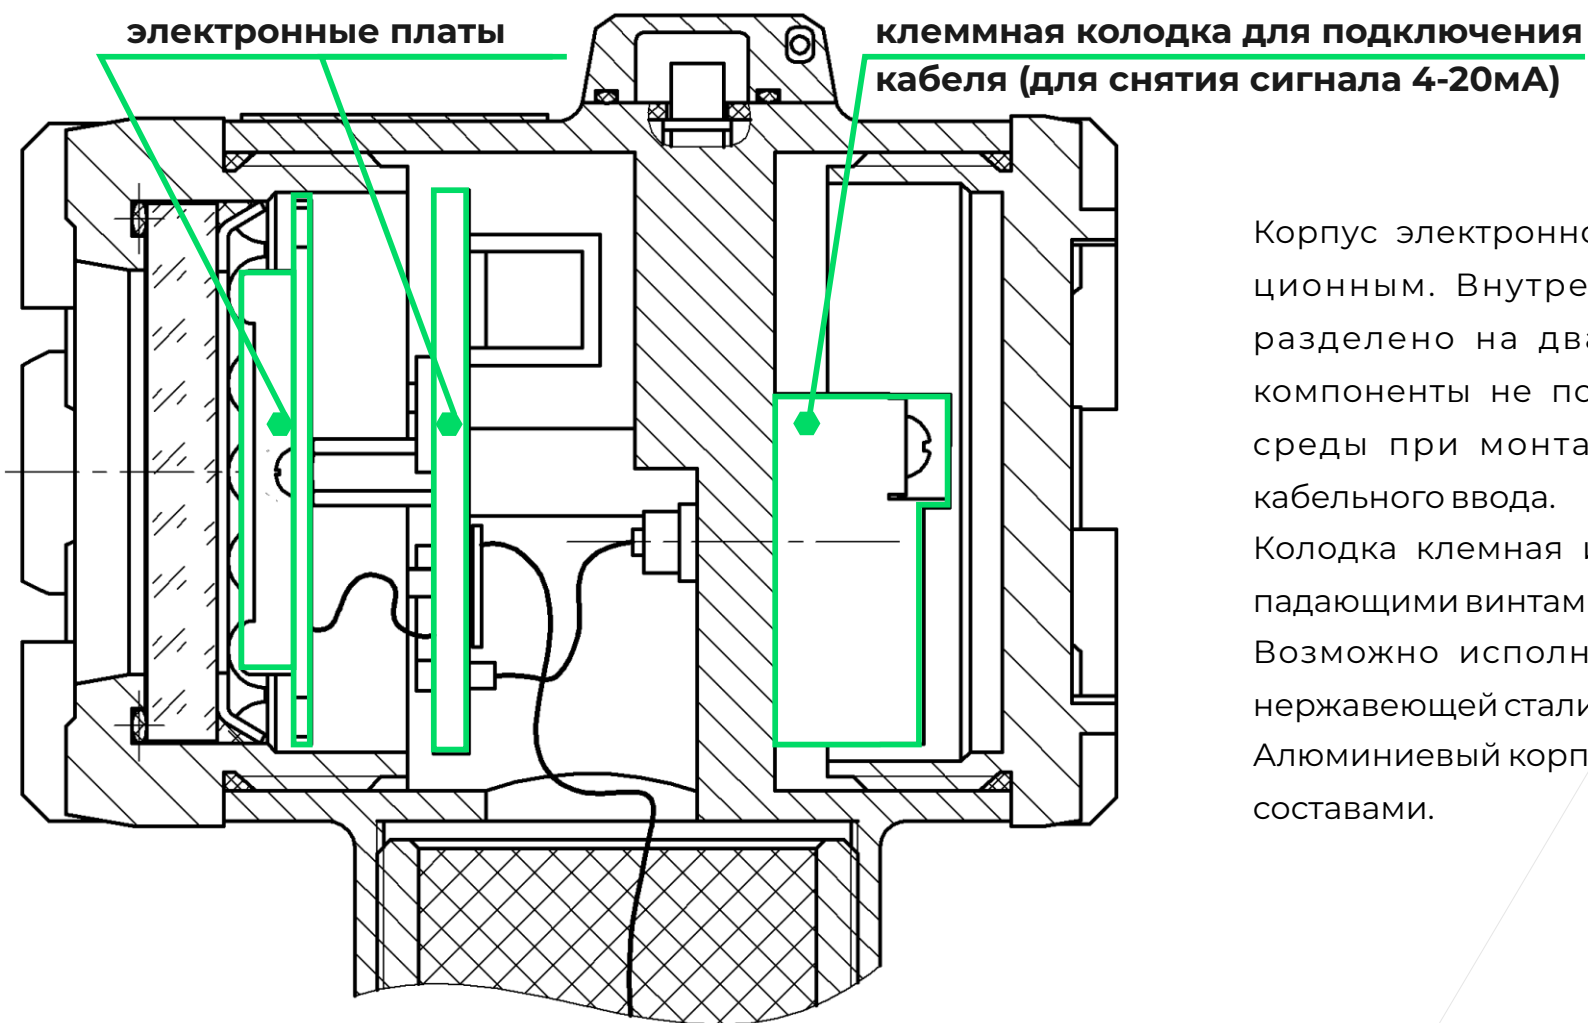 электронные платы
клеммная колодка для подключения
кабеля (для снятия сигнала 4-20мА)
Корпус электронно
ционным. Внутре
разделено на два
компоненты не по
среды при монта
кабельного ввода.
Колодка клемная и
падающими винтам
Возможно исполн
нержавеющей стали
Алюминиевый корп
составами.